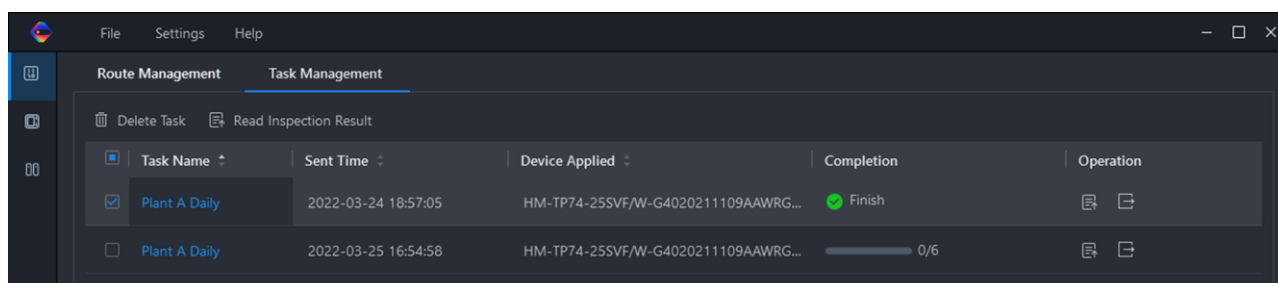 File Settings Help
Route Management Task Management
Delete Task Read Inspection Result
Task Name Sent Time Device Applied Completion Operation
Plant A Daily 2022-03-24 18:57:05 HM-TP74-25SVF/W-G4020211109AAWRG... Finish
Plant A Daily 2022-03-25 16:54:58 HM-TP74-25SVF/W-G4020211109AAWRG... 0/6